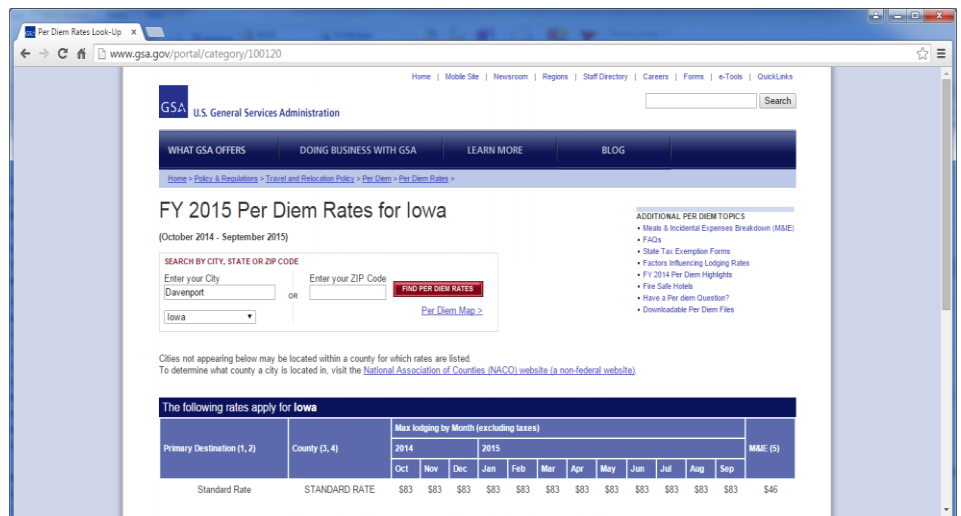 Per Diem Rates Look-Up
www.gsa.gov/portal/category/100120
Home | Mobile Site | Newsroom | Regions | Staff Directory | Careers | Forms | e-Tools | QuickLinks
GSA U.S. General Services Administration
Search
WHAT GSA OFFERS DOING BUSINESS WITH GSA LEARN MORE BLOG
Home > Policy & Regulations > Travel and Relocation Policy > Per Diem > Per Diem Rates >
FY 2015 Per Diem Rates for Iowa
(October 2014 - September 2015)
SEARCH BY CITY, STATE OR ZIP CODE
Enter your City Enter your ZIP Code
Davenport OR FIND PER DIEM RATES
Iowa Per Diem Map >
ADDITIONAL PER DIEM TOPICS
• Meals & Incidental Expenses Breakdown (M&IE)
• FAQs
• State Tax Exemption Forms
• Factors Influencing Lodging Rates
• FY 2014 Per Diem Highlights
• Fire Safe Hotels
• Have a Per diem Question?
• Downloadable Per Diem Files
Cities not appearing below may be located within a county for which rates are listed.
To determine what county a city is located in, visit the National Association of Counties (NACO) website (a non-federal website).
The following rates apply for Iowa
Primary Destination (1, 2) County (3, 4) Max lodging by Month (excluding taxes) M&IE (5)
2014 2015
Oct Nov Dec Jan Feb Mar Apr May Jun Jul Aug Sep
Standard Rate STANDARD RATE $83 $83 $83 $83 $83 $83 $83 $83 $83 $83 $83 $83 $46